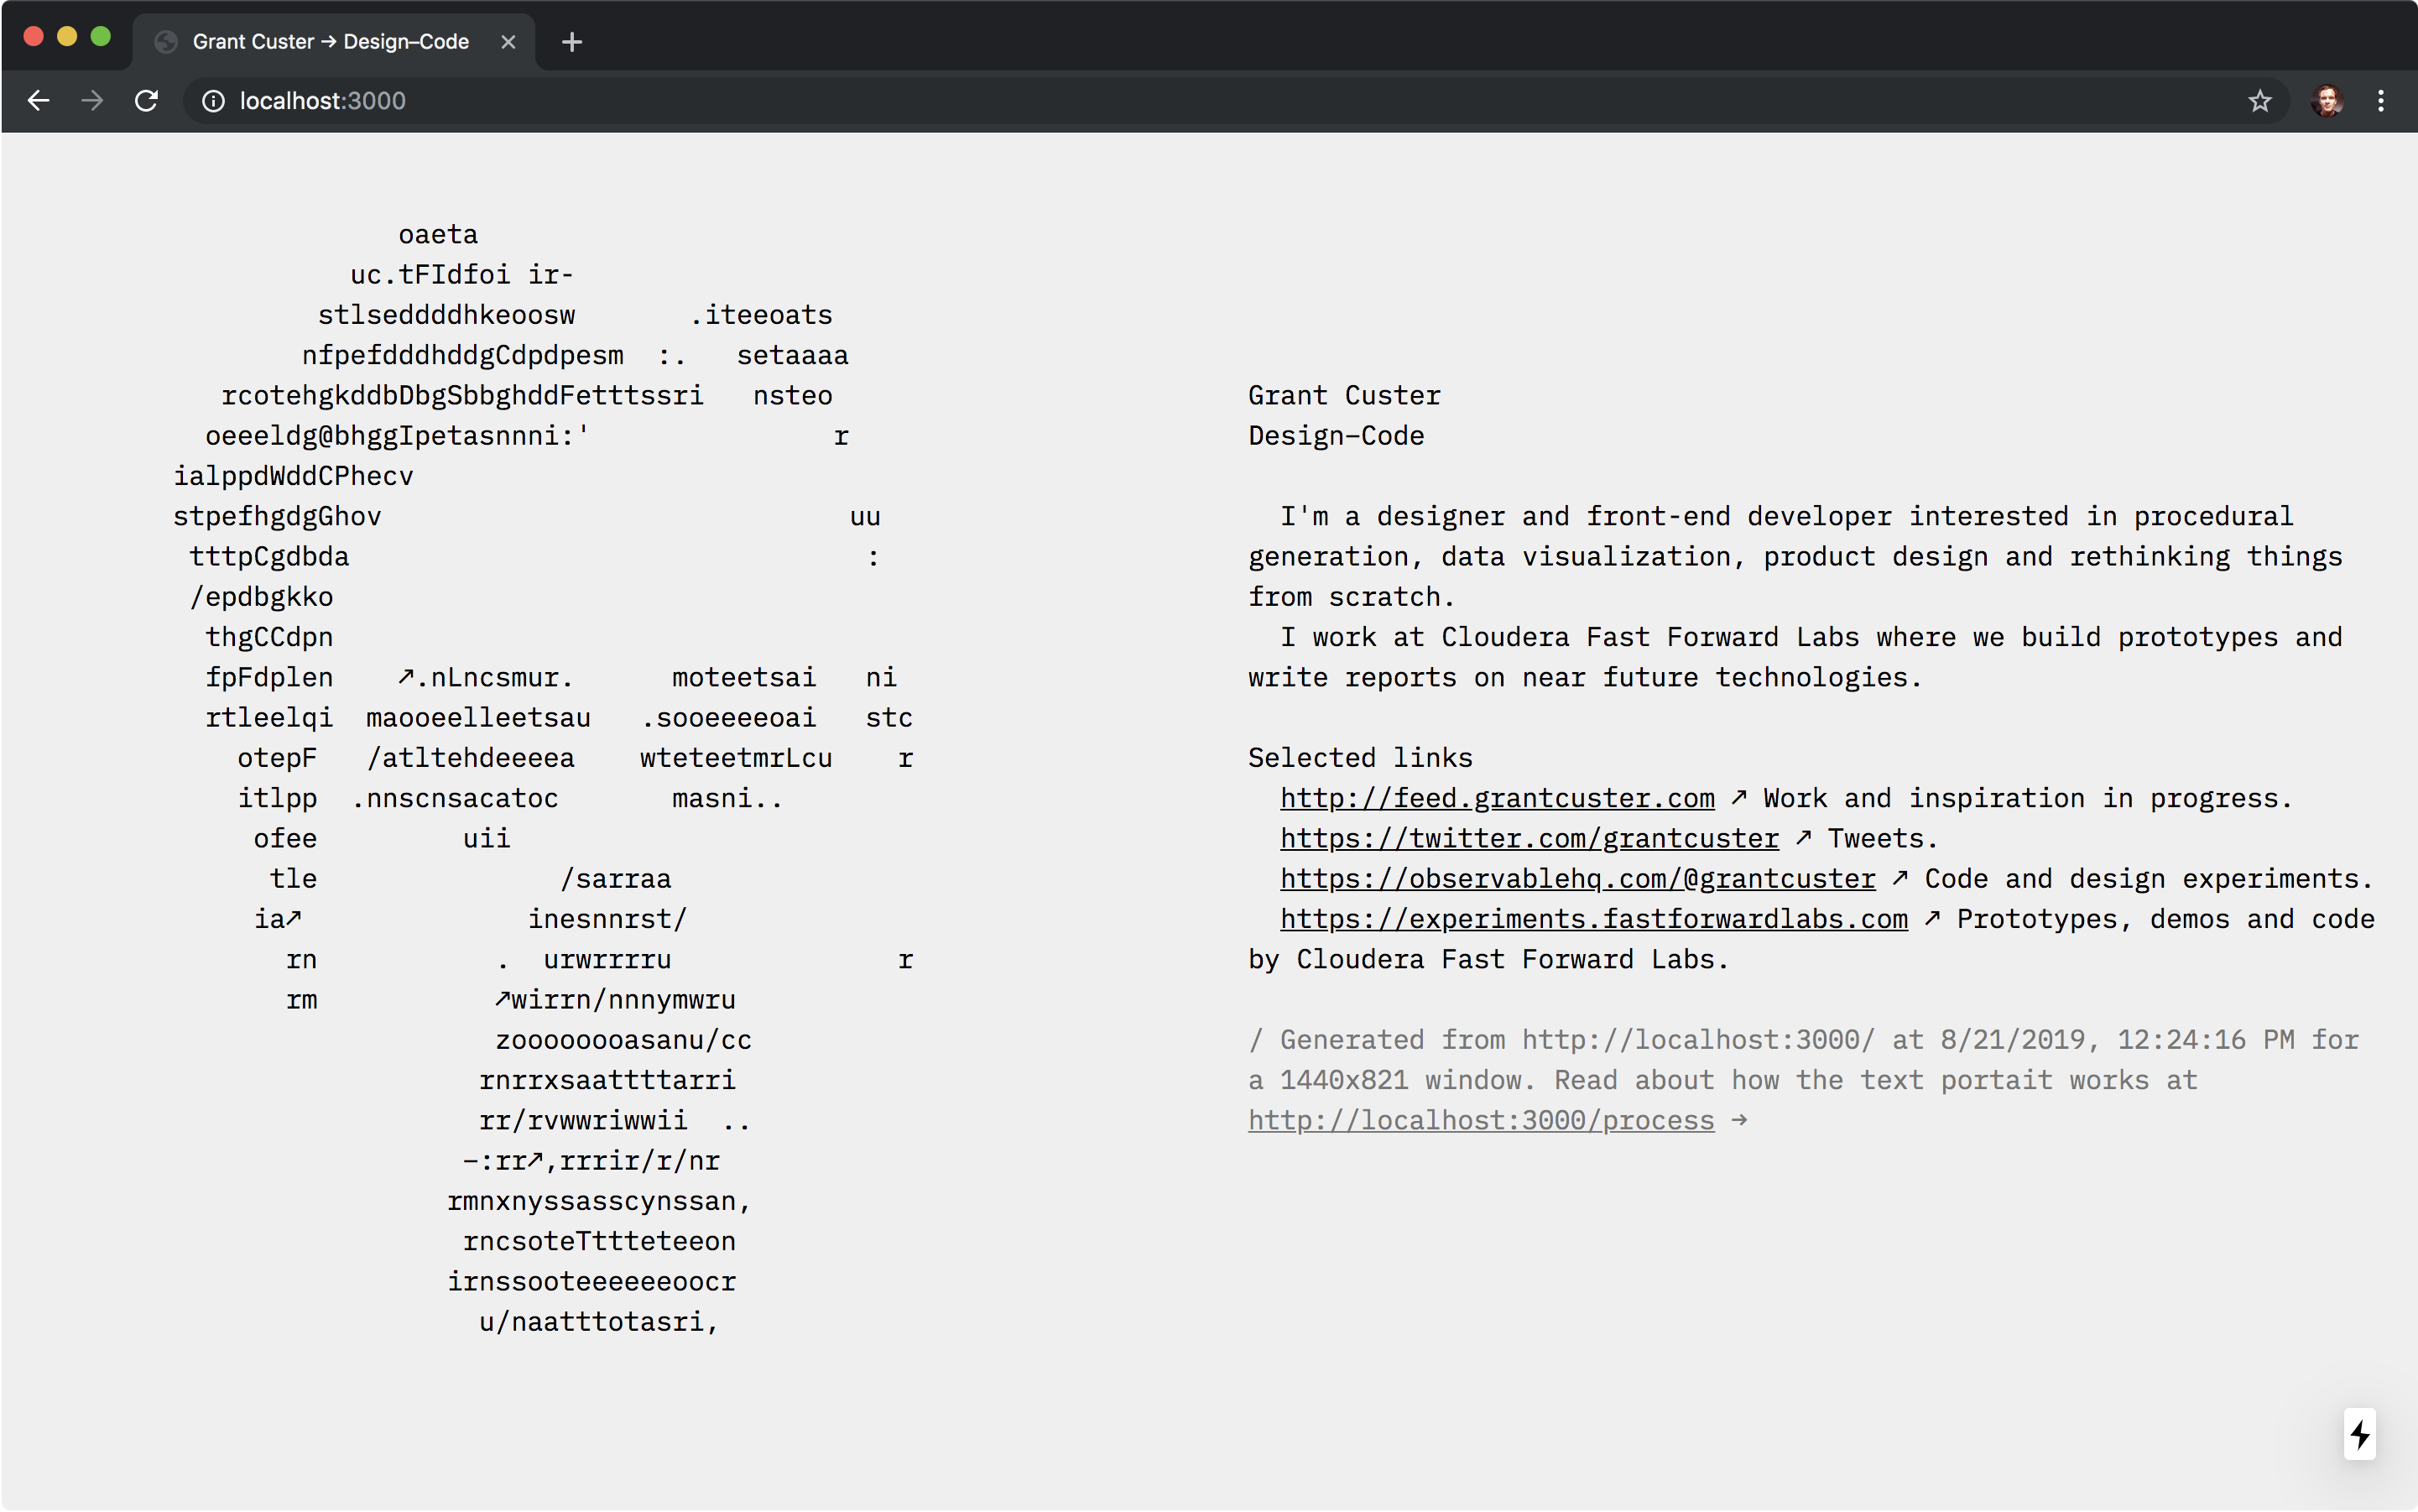 Grant Custer → Design–Code
localhost:3000
oaeta
uc.tFIdfoi ir-
stlseddddhkeoosw .iteeoats
nfpefdddhddgCdpdpesm :. setaaaa
rcotehgkddbDbgSbbghddFetttssri nsteo
oeeeldg@bhggIpetasnnni:' r
ialppdWddCPhecv
stpefhgdgGhov uu
tttpCgdbda :
/epdbgkko
thgCCdpn
fpFdplen ↗.nLncsmur. moteetsai ni
rtleelqi maooeelleetsau .sooeeeeoai stc
otepF /atltehdeeeea wteteetmrLcu r
itlpp .nnscnsacatoc masni..
ofee uii
tle /sarraa
ia↗ inesnnrst/
rn . urwrrrru r
rm ↗wirrn/nnnymwru
zoooooooasanu/cc
rnrrxsaattttarri
rr/rvwwriwwii ..
–:rr↗,rrrir/r/nr
rmnxnyssasscynssan,
rncsoteTttteteeon
irnssooteeeeeeoocr
u/naatttotasri,
Grant Custer
Design–Code
I'm a designer and front-end developer interested in procedural
generation, data visualization, product design and rethinking things
from scratch.
I work at Cloudera Fast Forward Labs where we build prototypes and
write reports on near future technologies.
Selected links
http://feed.grantcuster.com ↗ Work and inspiration in progress.
https://twitter.com/grantcuster ↗ Tweets.
https://observablehq.com/@grantcuster ↗ Code and design experiments.
https://experiments.fastforwardlabs.com ↗ Prototypes, demos and code
by Cloudera Fast Forward Labs.
/ Generated from http://localhost:3000/ at 8/21/2019, 12:24:16 PM for
a 1440x821 window. Read about how the text portait works at
http://localhost:3000/process →